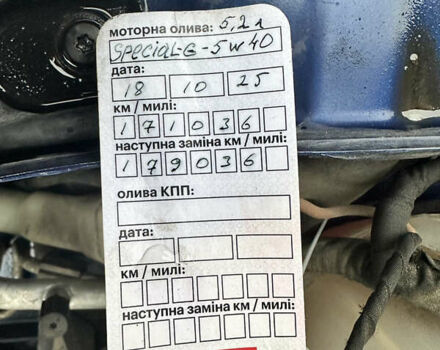 моторна олива: 5,2 л
SpeciaL-G-5w40
дата:
18 10 25
км / милі:
171036
наступна заміна км / милі:
179036
олива КПП:
дата:
км / милі:
наступна заміна км / милі: